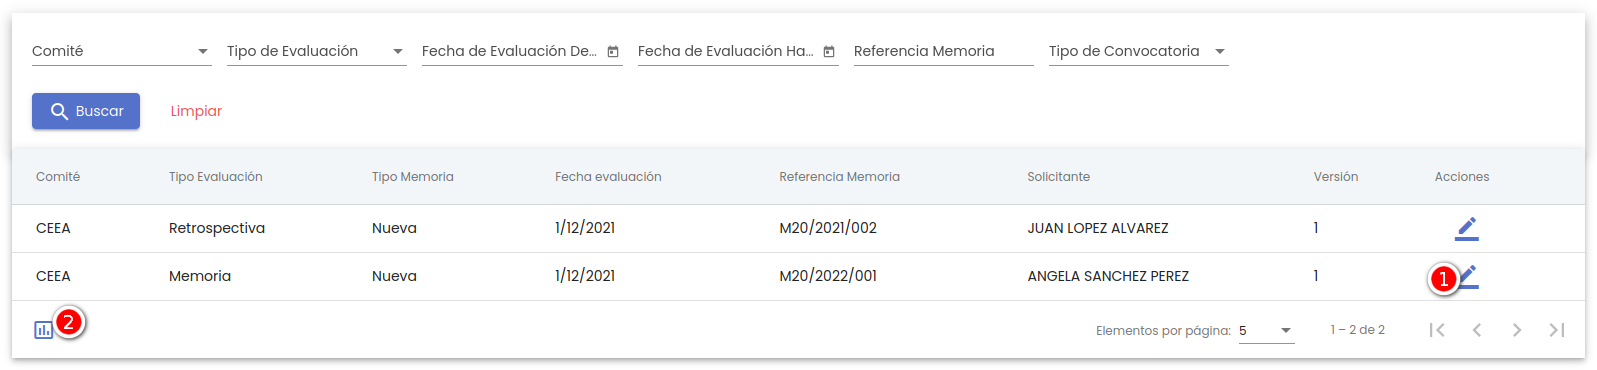 Comité Tipo de Evaluación Fecha de Evaluación De... Fecha de Evaluación Ha... Referencia Memoria Tipo de Convocatoria
Buscar Limpiar
Comité Tipo Evaluación Tipo Memoria Fecha evaluación Referencia Memoria Solicitante Versión Acciones
CEEA Retrospectiva Nueva 1/12/2021 M20/2021/002 JUAN LOPEZ ALVAREZ 1
CEEA Memoria Nueva 1/12/2021 M20/2022/001 ANGELA SANCHEZ PEREZ 1 1
2 Elementos por página: 5 1 – 2 de 2